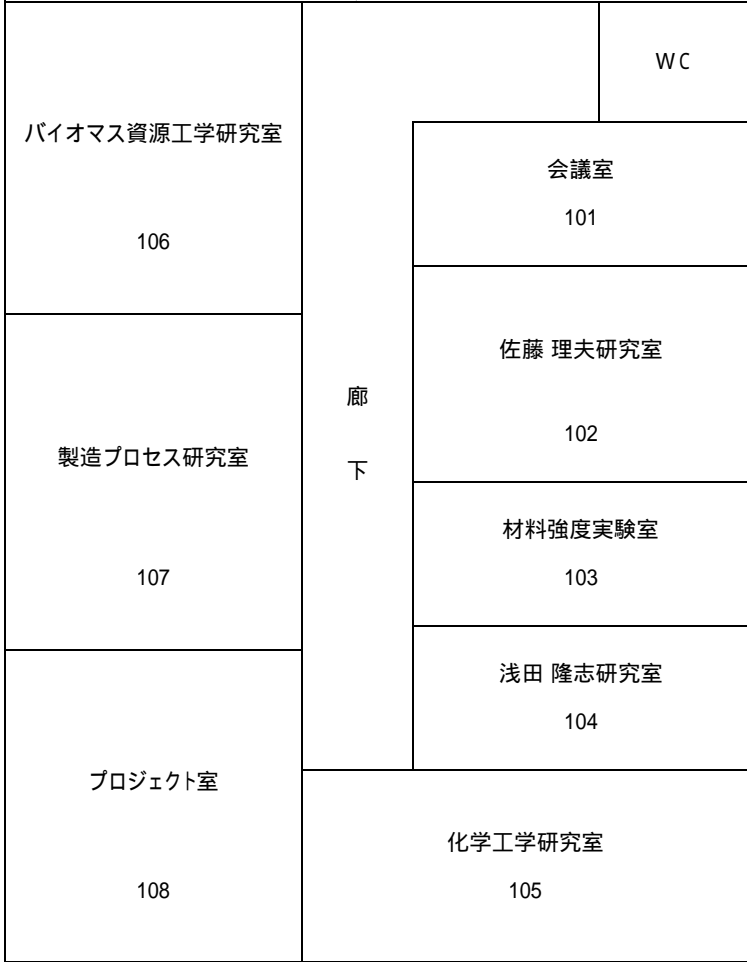 WC
バイオマス資源工学研究室
106
会議室
101
佐藤 理夫研究室
102
廊
下
製造プロセス研究室
107
材料強度実験室
103
浅田 隆志研究室
104
プロジェクト室
108
化学工学研究室
105